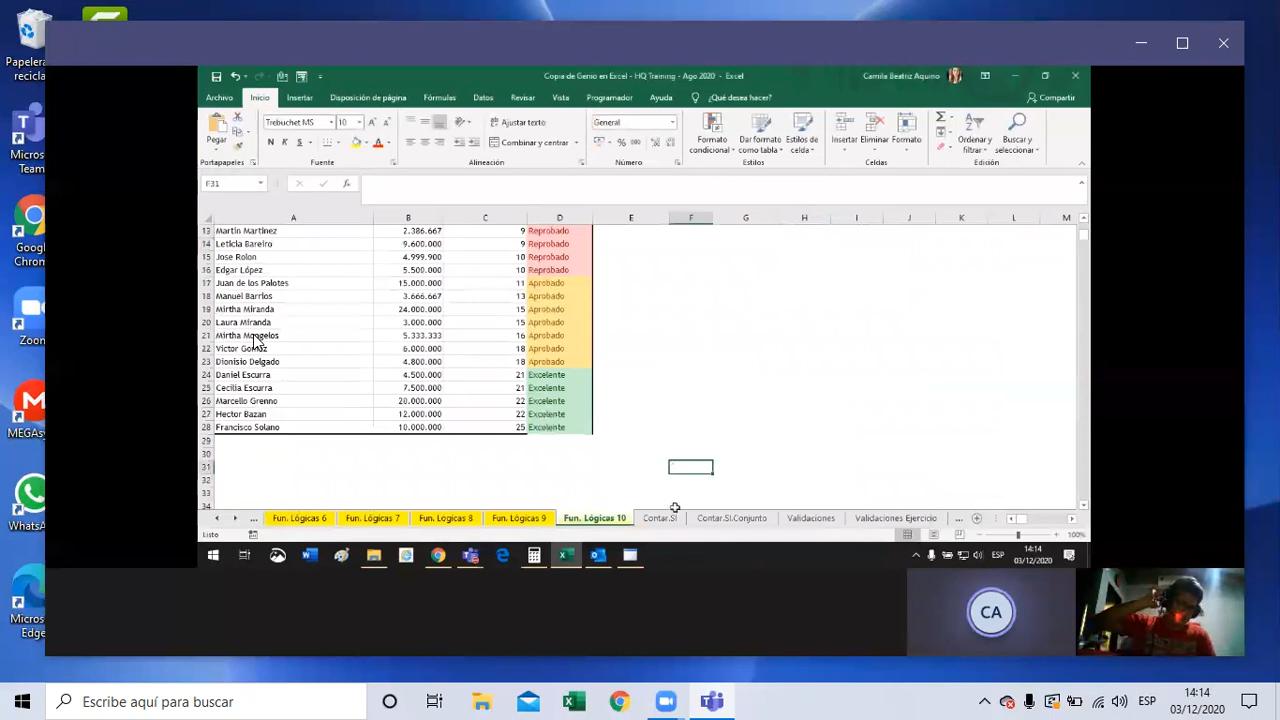 Papelera
recicla
Micros
Team
Google
Chrom
Zoom
MEGAsy
WhatsA
Micros
Edge
Copia de Genio en Excel - HQ Training - Ago 2020 - Excel
Camila Beatriz Aquino
Archivo Inicio Insertar Disposición de página Fórmulas Datos Revisar Vista Programador Ayuda ¿Qué desea hacer? Compartir
Pegar
Trebuchet MS 10
N K S
Ajustar texto
Combinar y centrar
General
% 000
Formato condicional
Dar formato como tabla
Estilos de celda
Insertar Eliminar Formato
Ordenar y filtrar
Buscar y seleccionar
Portapapeles Fuente Alineación Número Estilos Celdas Edición
F31 fx
A B C D E F G H I J K L M
13 Martin Martinez 2.386.667 9 Reprobado
14 Leticia Bareiro 9.600.000 9 Reprobado
15 Jose Rolon 4.999.900 10 Reprobado
16 Edgar López 5.500.000 10 Reprobado
17 Juan de los Palotes 15.000.000 11 Aprobado
18 Manuel Barrios 3.666.667 13 Aprobado
19 Mirtha Miranda 24.000.000 15 Aprobado
20 Laura Miranda 3.000.000 15 Aprobado
21 Mirtha Mongelos 5.333.333 16 Aprobado
22 Victor Gomez 6.000.000 18 Aprobado
23 Dionisio Delgado 4.800.000 18 Aprobado
24 Daniel Escurra 4.500.000 21 Excelente
25 Cecilia Escurra 7.500.000 21 Excelente
26 Marcello Grenno 28.000.000 22 Excelente
27 Hector Bazan 12.000.000 22 Excelente
28 Francisco Solano 10.000.000 25 Excelente
29
30
31
32
33
34
... Fun. Lógicas 6 Fun. Lógicas 7 Fun. Lógicas 8 Fun. Lógicas 9 Fun. Lógicas 10 Contar.SI Contar.SI.Conjunto Validaciones Validaciones Ejercicio ...
Listo 100%
ESP
14:14
03/12/2020
CA
Escribe aquí para buscar
ESP
14:14
03/12/2020